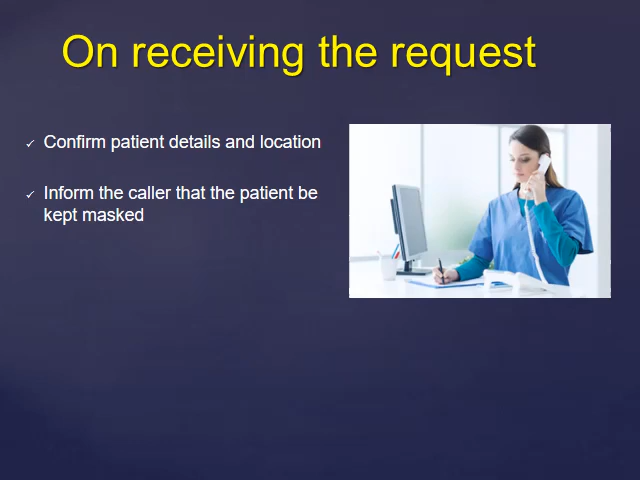 On receiving the request
✓ Confirm patient details and location
✓ Inform the caller that the patient be
kept masked